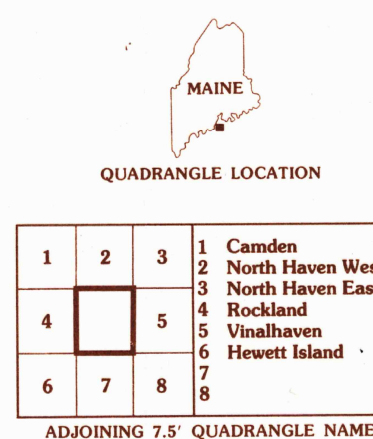 MAINE
QUADRANGLE LOCATION
1 2 3
4 5
6 7 8
1 Camden
2 North Haven Wes
3 North Haven Eas
4 Rockland
5 Vinalhaven
6 Hewett Island
7
8
ADJOINING 7.5' QUADRANGLE NAME